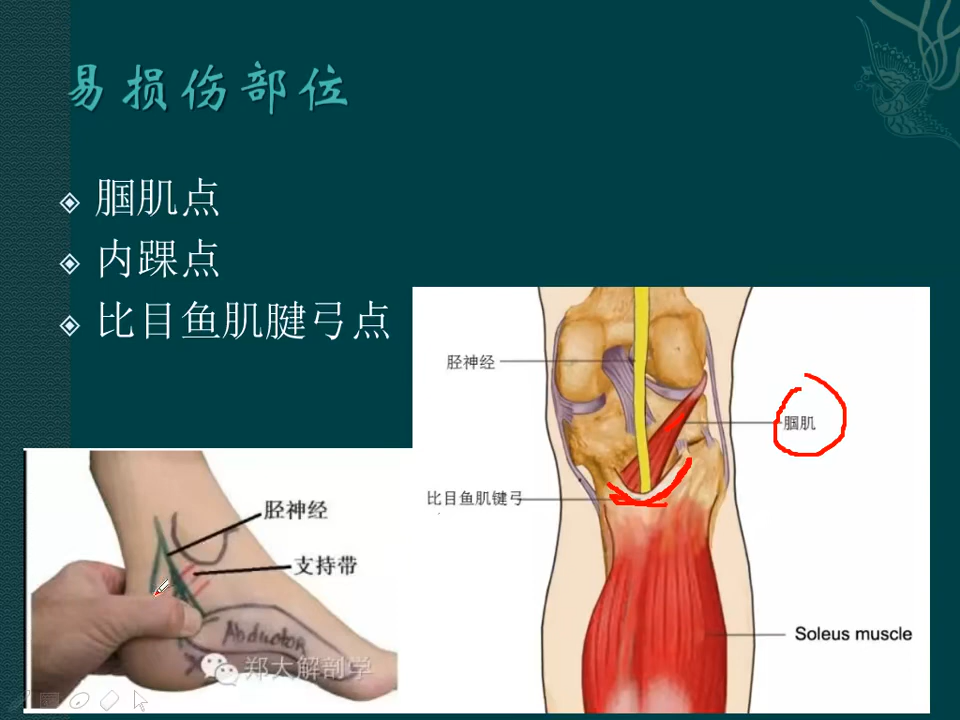 易损伤部位
腘肌点
内踝点
比目鱼肌腱弓点
胫神经
腘肌
比目鱼肌键弓
Soleus muscle
胫神经
支持带
Abductor
郑大解剖学